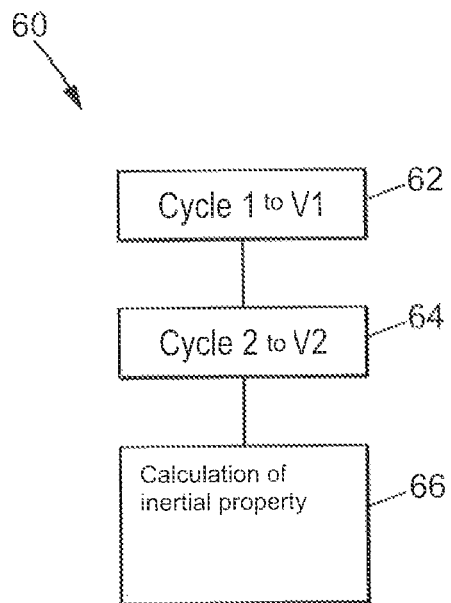 60
Cycle 1 to V1
62
Cycle 2 to V2
64
Calculation of
inertial property
66